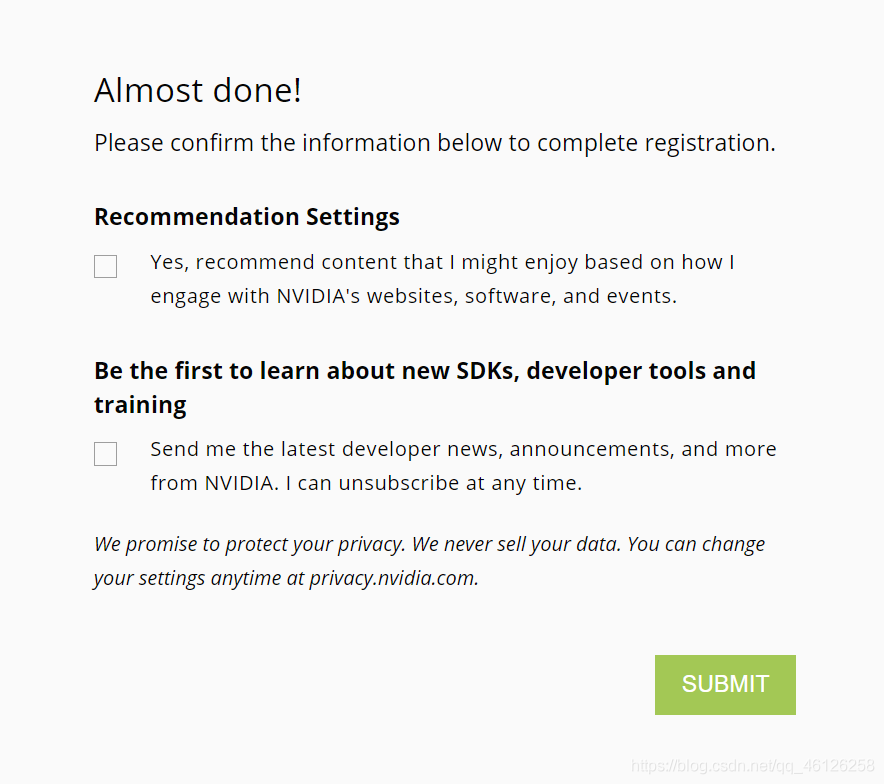 Almost done!
Please confirm the information below to complete registration.
Recommendation Settings
Yes, recommend content that I might enjoy based on how I
engage with NVIDIA's websites, software, and events.
Be the first to learn about new SDKs, developer tools and
training
Send me the latest developer news, announcements, and more
from NVIDIA. I can unsubscribe at any time.
We promise to protect your privacy. We never sell your data. You can change
your settings anytime at privacy.nvidia.com.
SUBMIT
https://blog.csdn.net/qq_46126258